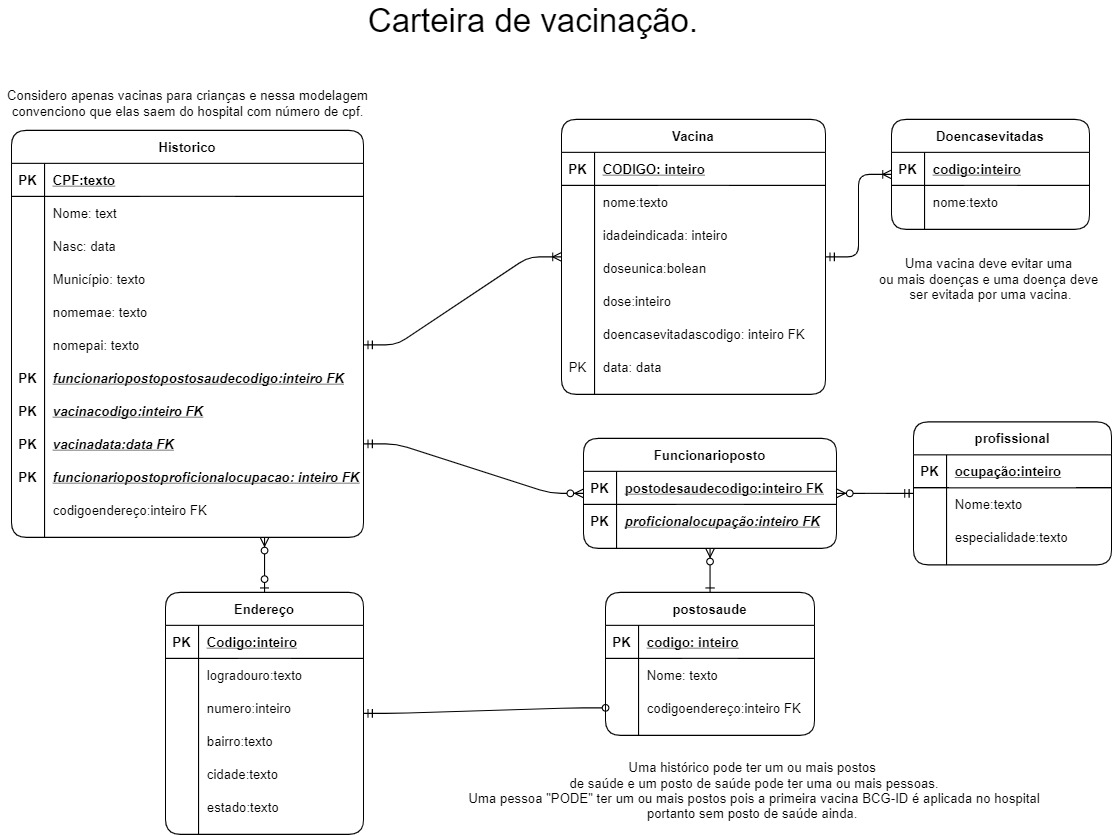 Carteira de vacinação.
Considero apenas vacinas para crianças e nessa modelagem
convenciono que elas saem do hospital com número de cpf.
Historico
PK CPF:texto
Nome: text
Nasc: data
Município: texto
nomemae: texto
nomepai: texto
PK funcionariopostopostosaudecodigo:inteiro FK
PK vacinacodigo:inteiro FK
PK vacinadata:data FK
PK funcionariopostoproficionalocupacao: inteiro FK
codigoendereço:inteiro FK
Vacina
PK CODIGO: inteiro
nome:texto
idadeindicada: inteiro
doseunica:bolean
dose:inteiro
doencasevitadascodigo: inteiro FK
PK data: data
Doencasevitadas
PK codigo:inteiro
nome:texto
Uma vacina deve evitar uma
ou mais doenças e uma doença deve
ser evitada por uma vacina.
Funcionarioposto
PK postodesaudecodigo:inteiro FK
PK proficionalocupação:inteiro FK
profissional
PK ocupação:inteiro
Nome:texto
especialidade:texto
Endereço
PK Codigo:inteiro
logradouro:texto
numero:inteiro
bairro:texto
cidade:texto
estado:texto
postosaude
PK codigo: inteiro
Nome: texto
codigoendereço:inteiro FK
Uma histórico pode ter um ou mais postos
de saúde e um posto de saúde pode ter uma ou mais pessoas.
Uma pessoa "PODE" ter um ou mais postos pois a primeira vacina BCG-ID é aplicada no hospital
portanto sem posto de saúde ainda.